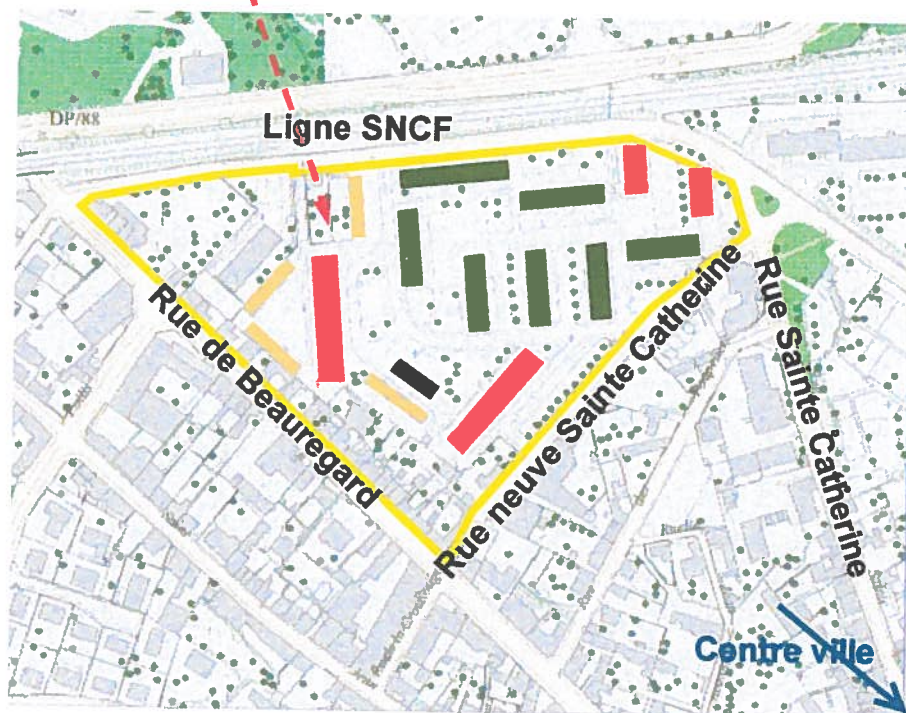 DP/88
Ligne SNCF
Rue de Beauregard
Rue neuve Sainte Catherine
Rue Sainte Catherine
Centre ville